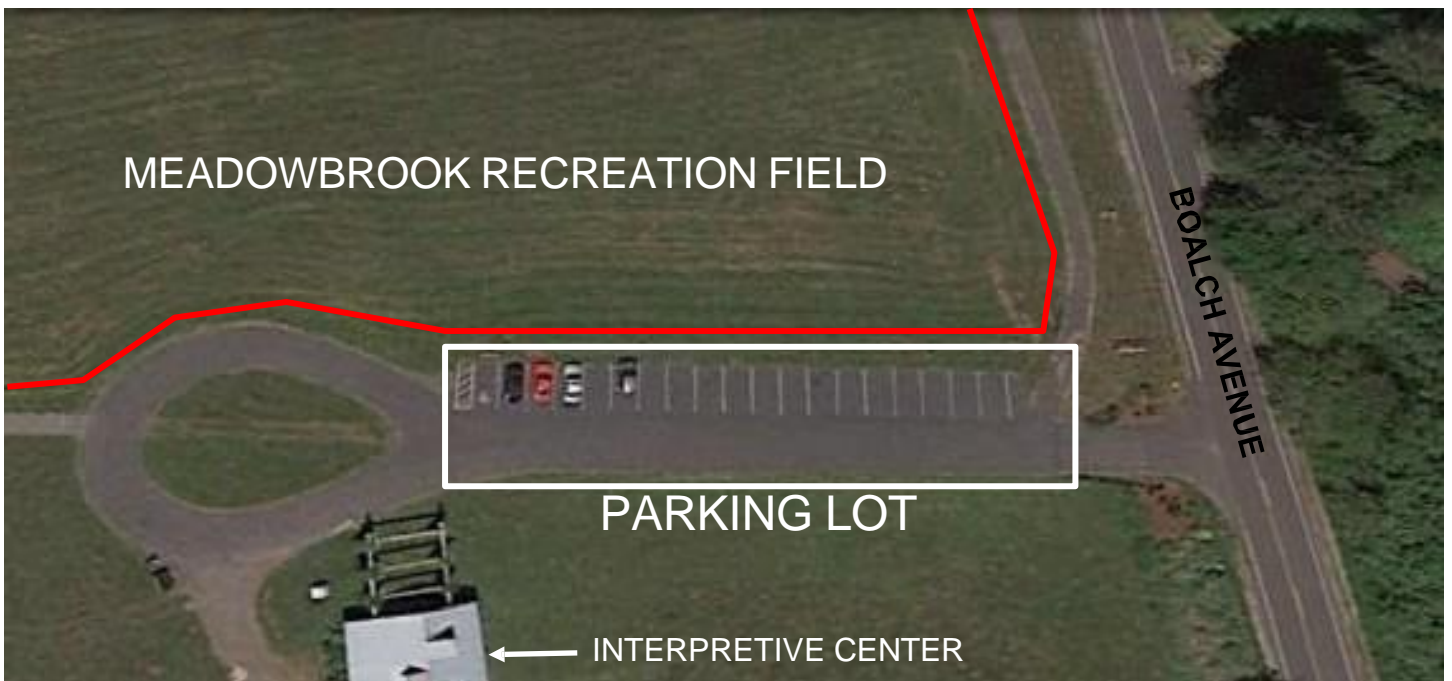 MEADOWBROOK RECREATION FIELD
BOALCH AVENUE
PARKING LOT
INTERPRETIVE CENTER